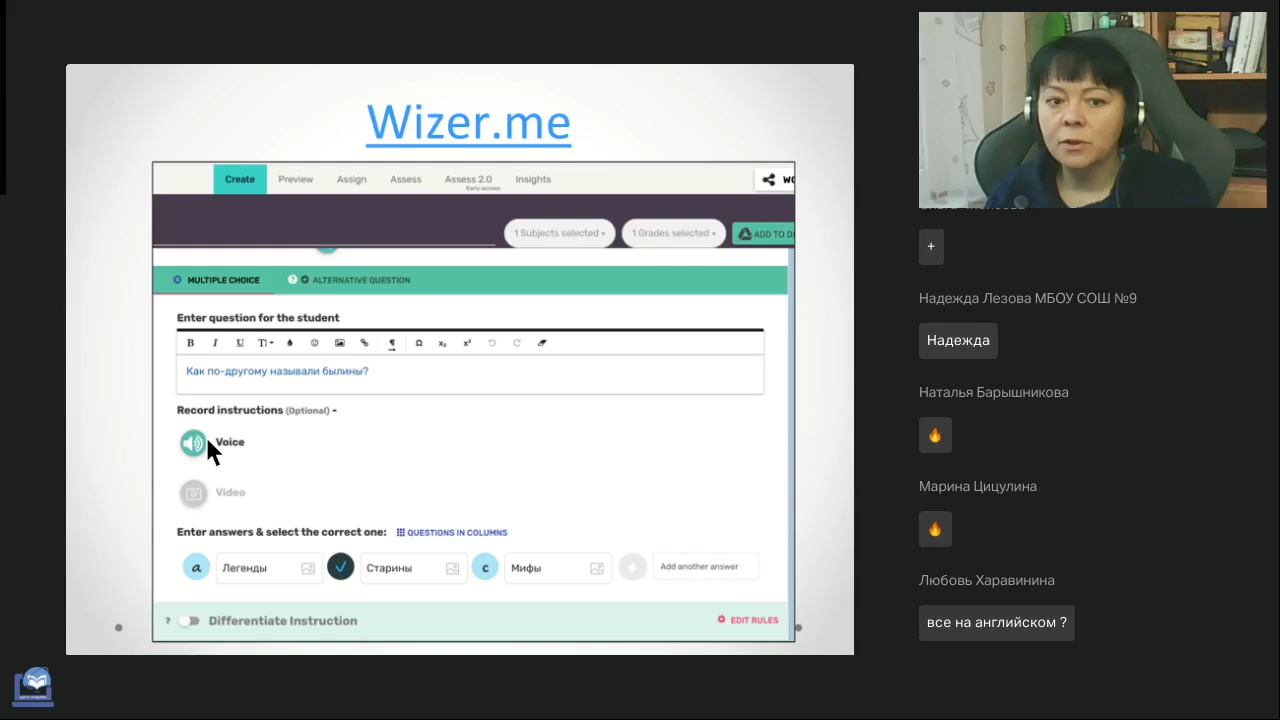 Wizer.me
Create
Preview
Assign
Assess
Assess 2.0
Early access
Insights
1 Subjects selected
1 Grades selected
ADD TO
MULTIPLE CHOICE
? ALTERNATIVE QUESTION
Enter question for the student
B I U T
Ω x₂ x²
Как по-другому называли былины?
Record instructions (Optional) -
Voice
Video
Enter answers & select the correct one:
QUESTIONS IN COLUMNS
a Легенды
Старины
c Мифы
+
Add another answer
? Differentiate Instruction
EDIT RULES
+
Надежда Лезова МБОУ СОШ №9
Надежда
Наталья Барышникова
Марина Цицулина
Любовь Харавинина
все на английском ?